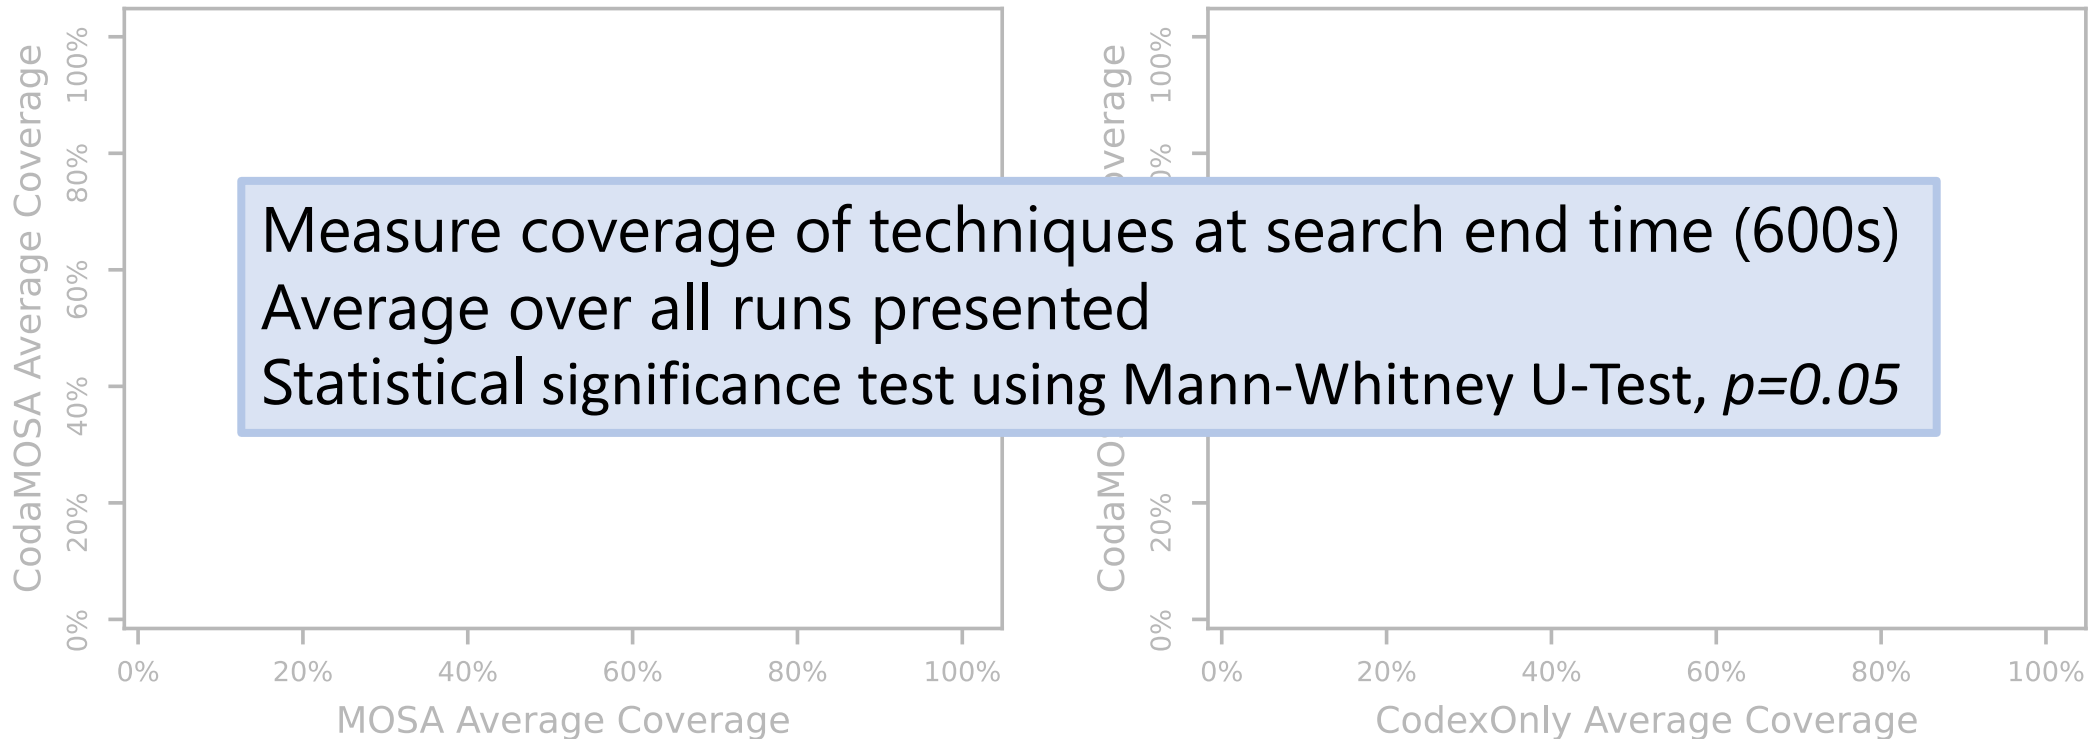 CodaMOSA Average Coverage
100%
80%
60%
40%
20%
0%
0% 20% 40% 60% 80% 100%
MOSA Average Coverage
Measure coverage of techniques at search end time (600s)
Average over all runs presented
Statistical significance test using Mann-Whitney U-Test, p=0.05
100%
20%
0%
0% 20% 40% 60% 80% 100%
CodexOnly Average Coverage